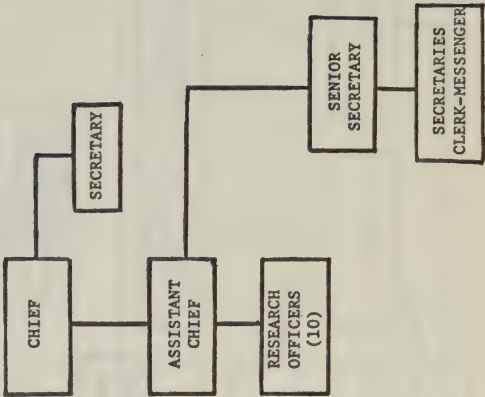 CHIEF
SECRETARY
ASSISTANT
CHIEF
RESEARCH
OFFICERS
(10)
SENIOR
SECRETARY
SECRETARIES
CLERK-MESSENGER